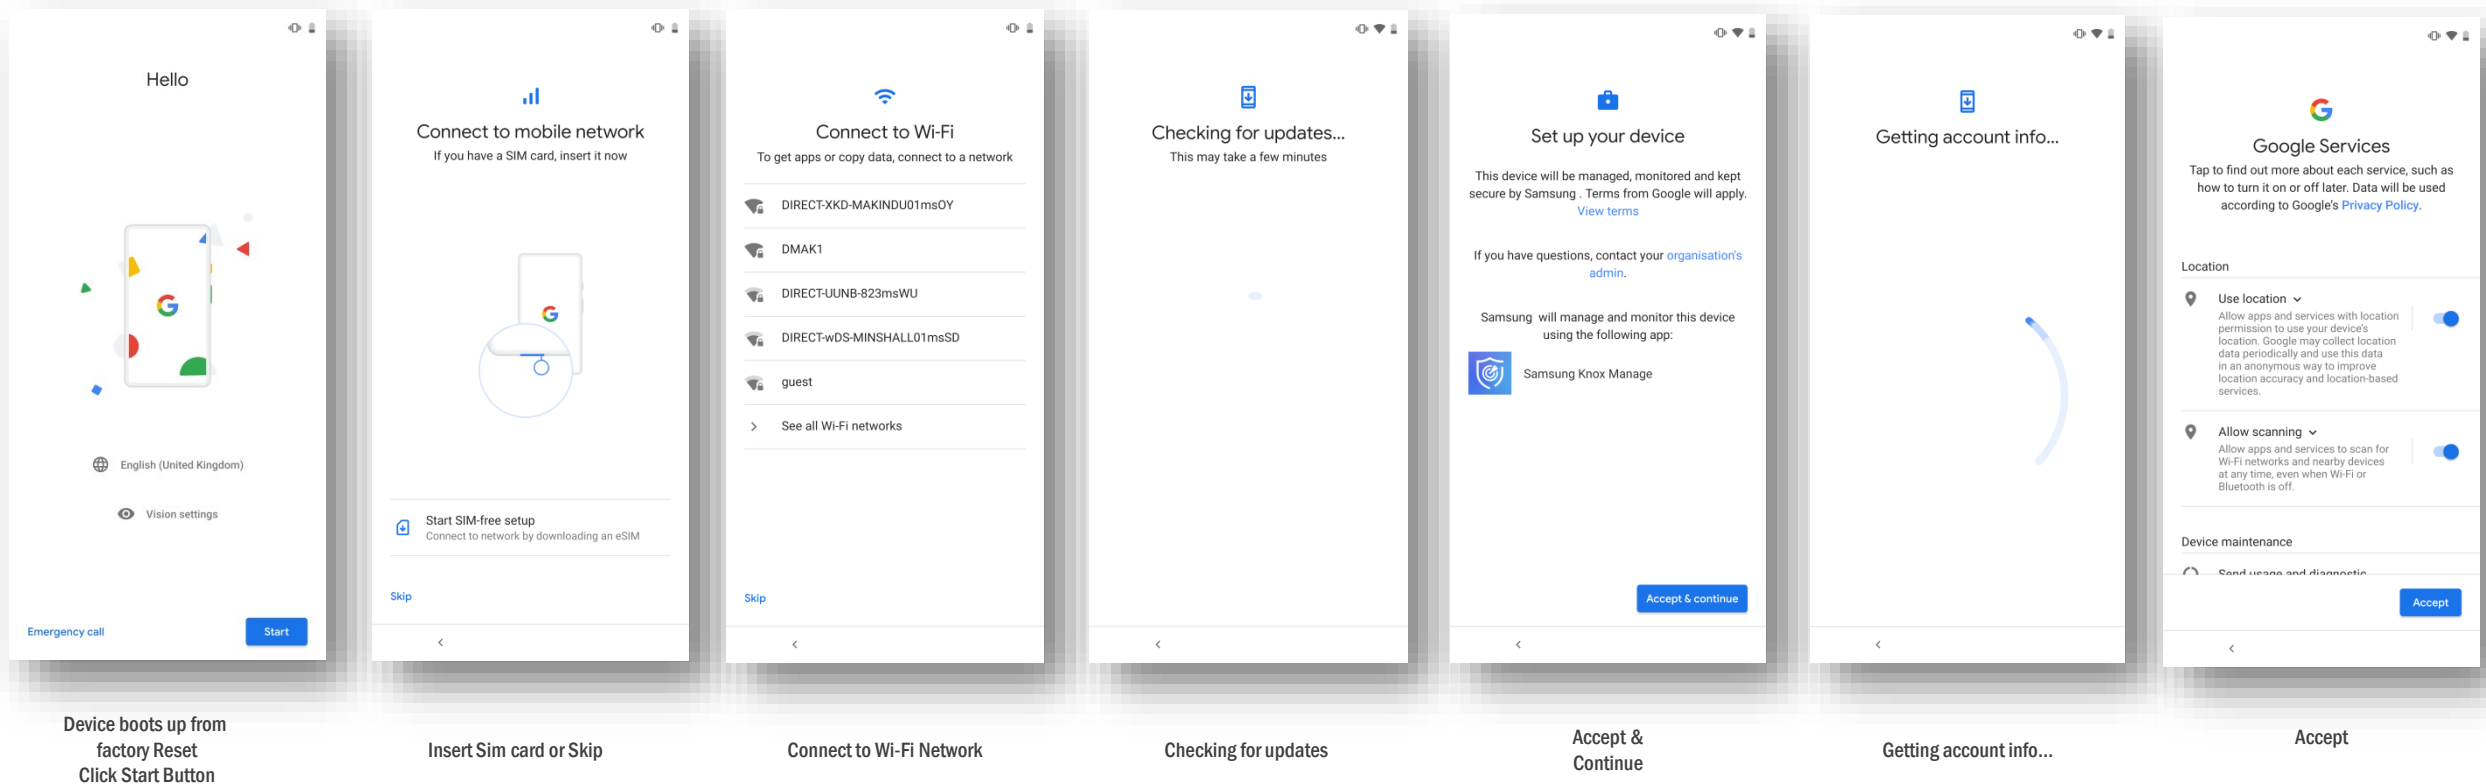 Hello
English (United Kingdom)
Vision settings
Emergency call
Start
Device boots up from
factory Reset
Click Start Button
Connect to mobile network
If you have a SIM card, insert it now
Start SIM-free setup
Connect to network by downloading an eSIM
Skip
Insert Sim card or Skip
Connect to Wi-Fi
To get apps or copy data, connect to a network
DIRECT-XKD-MAKINDU01msOY
DMAK1
DIRECT-UUNB-823msWU
DIRECT-wDS-MINSHALL01msSD
guest
See all Wi-Fi networks
Skip
Connect to Wi-Fi Network
Checking for updates...
This may take a few minutes
Checking for updates
Set up your device
This device will be managed, monitored and kept
secure by Samsung . Terms from Google will apply.
View terms
If you have questions, contact your organisation's
admin.
Samsung will manage and monitor this device
using the following app:
Samsung Knox Manage
Accept & continue
Accept &
Continue
Getting account info...
Getting account info...
Google Services
Tap to find out more about each service, such as
how to turn it on or off later. Data will be used
according to Google's Privacy Policy.
Location
Use location
Allow apps and services with location
permission to use your device's
location. Google may collect location
data periodically and use this data
in an anonymous way to improve
location accuracy and location-based
services.
Allow scanning
Allow apps and services to scan for
Wi-Fi networks and nearby devices
at any time, even when Wi-Fi or
Bluetooth is off.
Device maintenance
Send usage and diagnostic
Accept
Accept